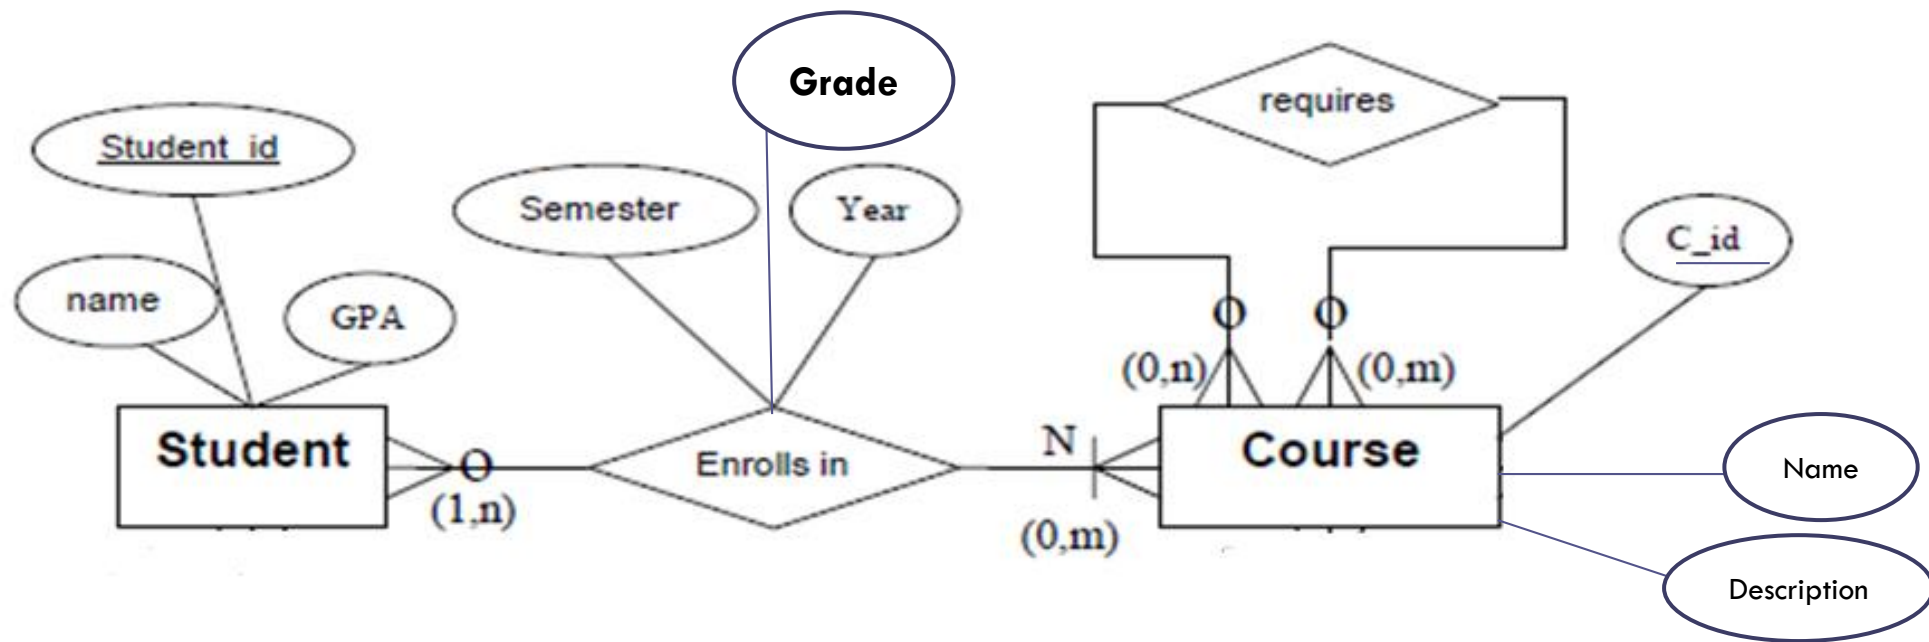 Grade
requires
Student_id
Semester
Year
C_id
name
GPA
(0,n)
(0,m)
Student
O
(1,n)
Enrolls in
N
(0,m)
Course
O
O
Name
Description